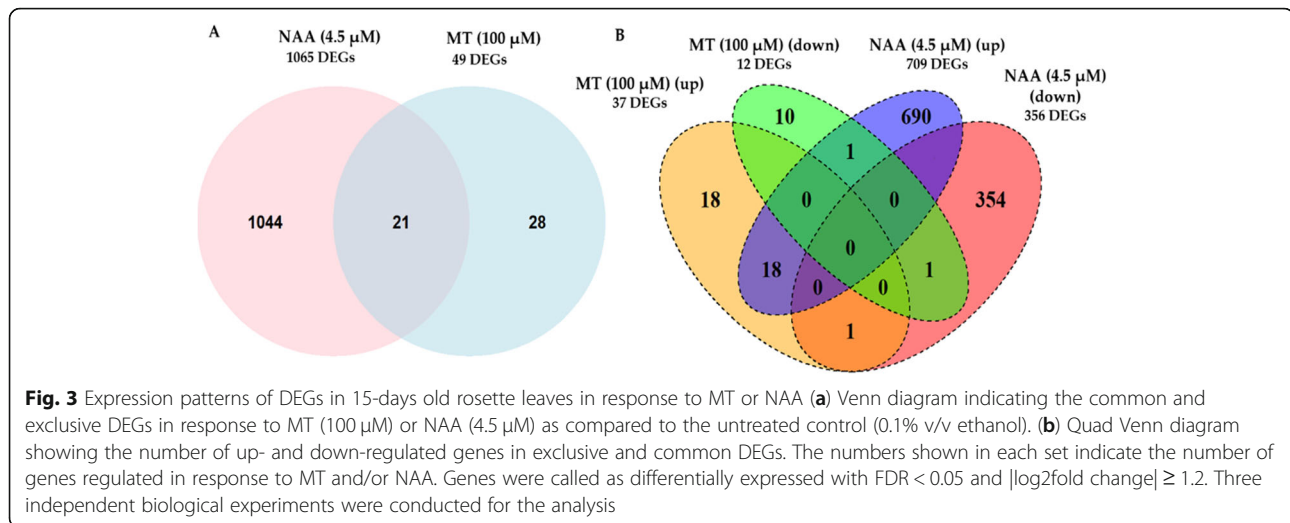 A
NAA (4.5 µM)
1065 DEGs
MT (100 µM)
49 DEGs
1044
21
28
B
MT (100 µM) (down)
12 DEGs
NAA (4.5 µM) (up)
709 DEGs
MT (100 µM) (up)
37 DEGs
NAA (4.5 µM)
(down)
356 DEGs
10
690
1
18
0
0
354
0
18
1
0
0
1
Fig. 3 Expression patterns of DEGs in 15-days old rosette leaves in response to MT or NAA (a) Venn diagram indicating the common and
exclusive DEGs in response to MT (100 µM) or NAA (4.5 µM) as compared to the untreated control (0.1% v/v ethanol). (b) Quad Venn diagram
showing the number of up- and down-regulated genes in exclusive and common DEGs. The numbers shown in each set indicate the number of
genes regulated in response to MT and/or NAA. Genes were called as differentially expressed with FDR < 0.05 and |log2fold change| ≥ 1.2. Three
independent biological experiments were conducted for the analysis